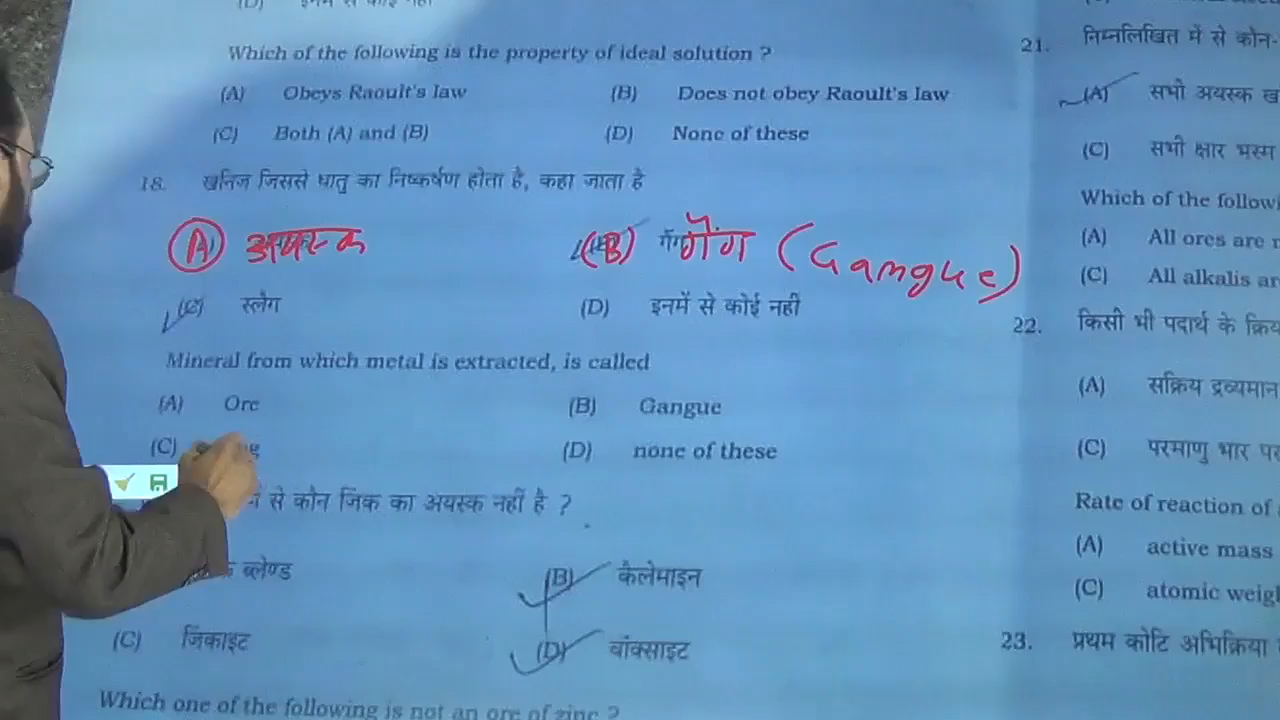 Which of the following is the property of ideal solution ?
(A) Obeys Raoult's law (B) Does not obey Raoult's law
(C) Both (A) and (B) (D) None of these
18. खनिज जिससे धातु का निष्कर्षण होता है, कहा जाता है
(A) अयस्क (B) गैंग (Gangue)
(C) स्लैग (D) इनमें से कोई नहीं
Mineral from which metal is extracted, is called
(A) Ore (B) Gangue
(C) (D) none of these
से कौन जिंक का अयस्क नहीं है ?
ब्लेण्ड (B) कैलेमाइन
(C) जिंकाइट (D) बॉक्साइट
Which one of the following is not an ore of zinc ?
21. निम्नलिखित में से कौन-
(A) सभी अयस्क
(C) सभी क्षार भस्म
Which of the
(A) All ores are
(C) All alkalis
22. किसी भी पदार्थ के
(A) सक्रिय द्रव्यमान
(C) परमाणु भार
Rate of reaction of
(A) active mass
(C) atomic
23. प्रथम कोटि अभिक्रिया